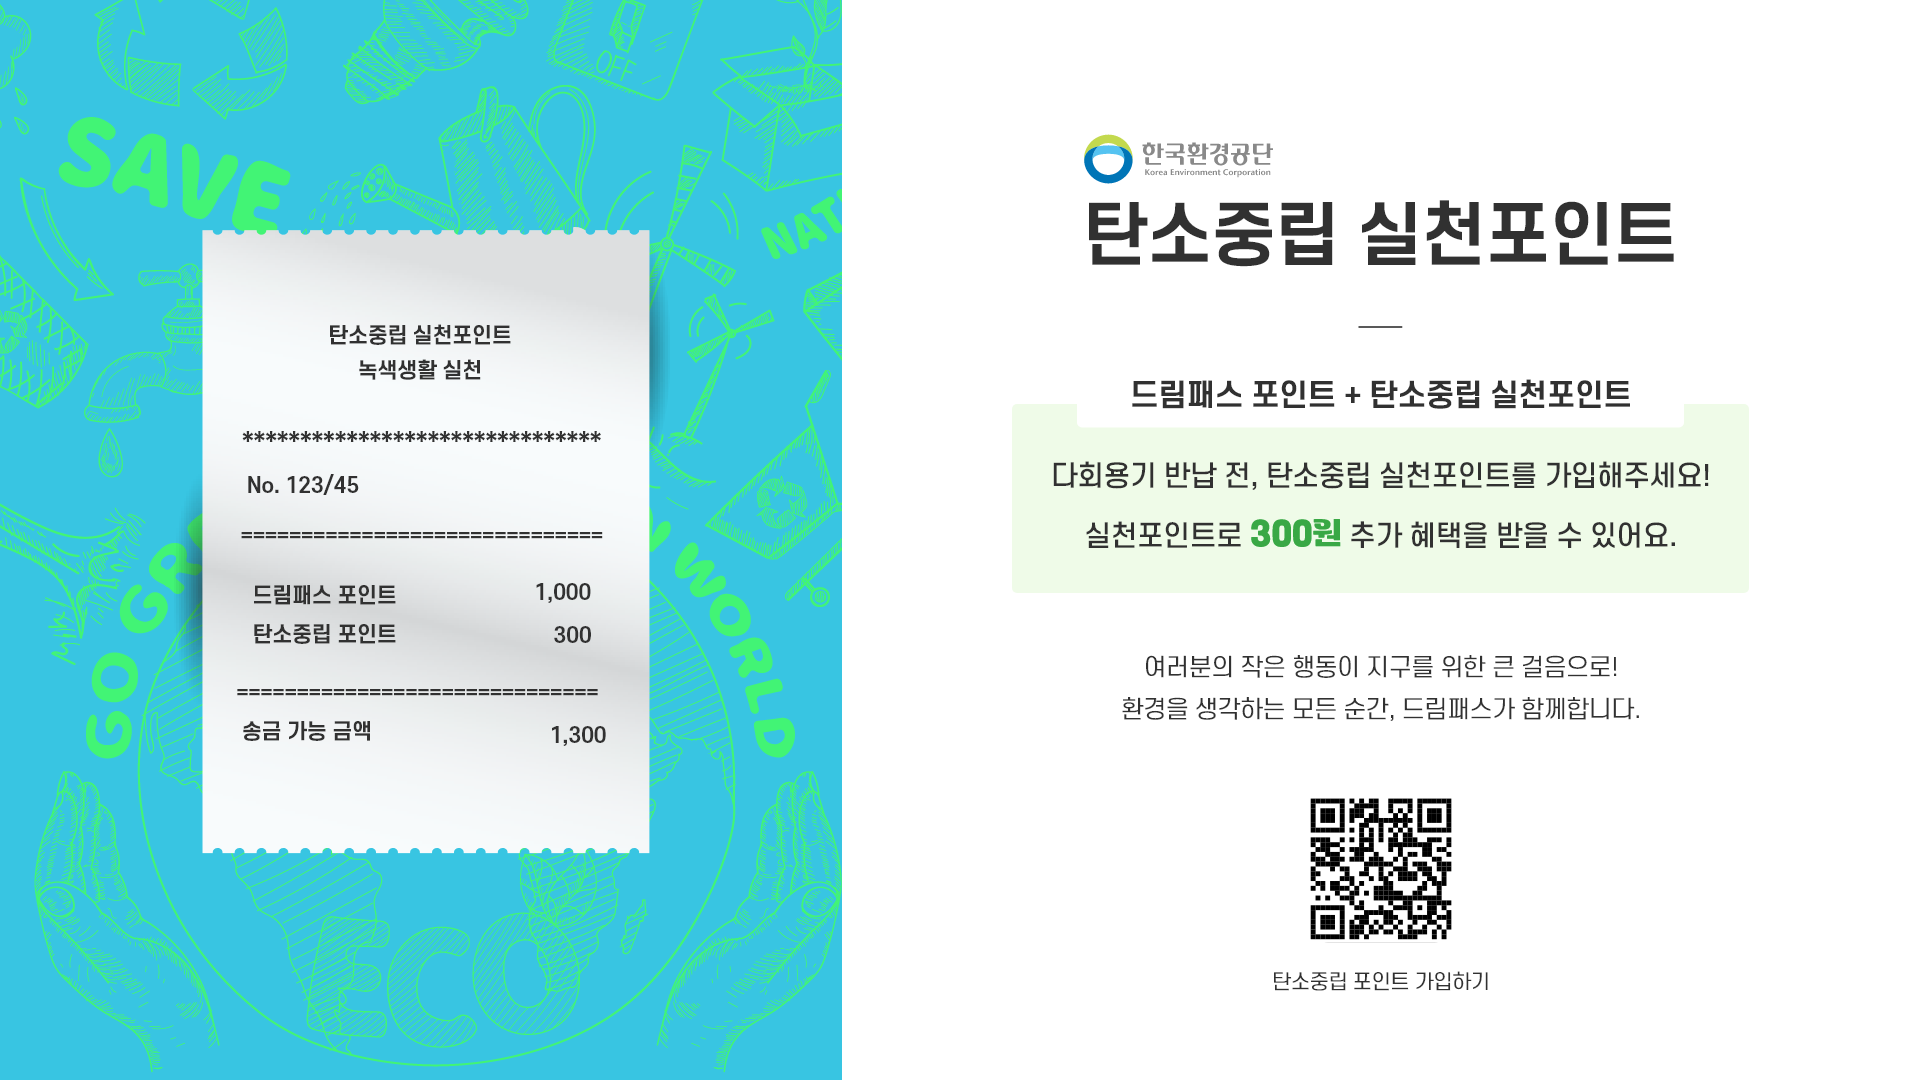 OFF
SAVE
NAT
GO GR
WORLD
ECO
탄소중립 실천포인트
녹색생활 실천
*******************************
No. 123/45
==============================
드림패스 포인트 1,000
탄소중립 포인트 300
==============================
송금 가능 금액 1,300
한국환경공단
Korea Environment Corporation
탄소중립 실천포인트
드림패스 포인트 + 탄소중립 실천포인트
다회용기 반납 전, 탄소중립 실천포인트를 가입해주세요!
실천포인트로 300원 추가 혜택을 받을 수 있어요.
여러분의 작은 행동이 지구를 위한 큰 걸음으로!
환경을 생각하는 모든 순간, 드림패스가 함께합니다.
탄소중립 포인트 가입하기